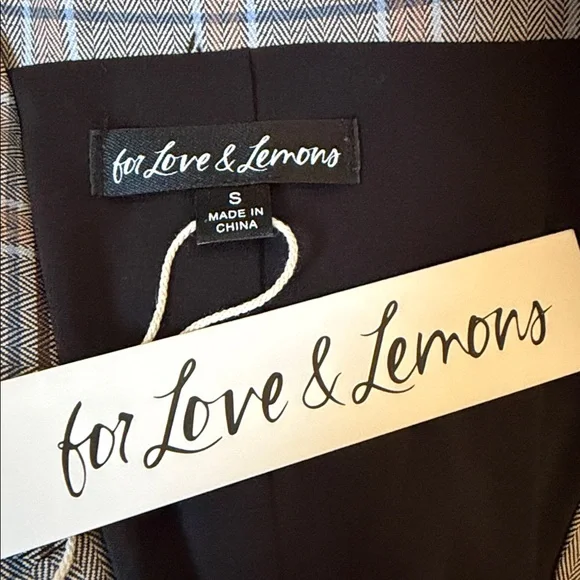 for Love & Lemons
S
MADE IN
CHINA
for Love & Lemons